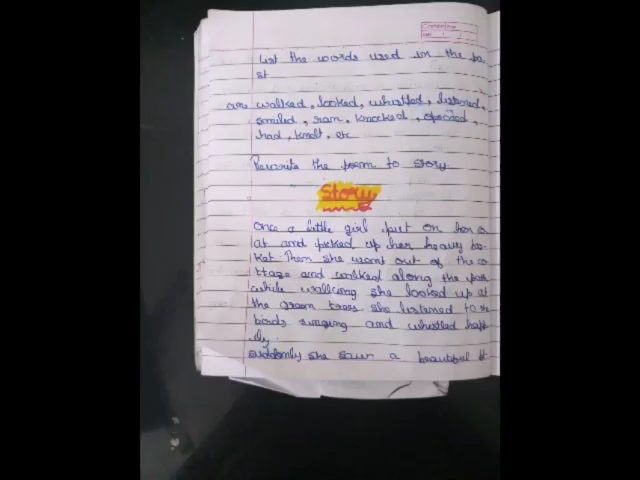 List the words used in the pa
st
ans walked, looked, whistled, listened,
smiled, ran, knocked, opened,
had, knelt, etc
Rewrite the poem to story
Story
Once a little girl put on her c
at and picked up her heavy bas
ket. Then she went out of the co
ttage and walked along the path
while walking she looked up at
the green trees she listened to the
birds singing and whistled happ
ily.
Suddenly she saw a beautiful